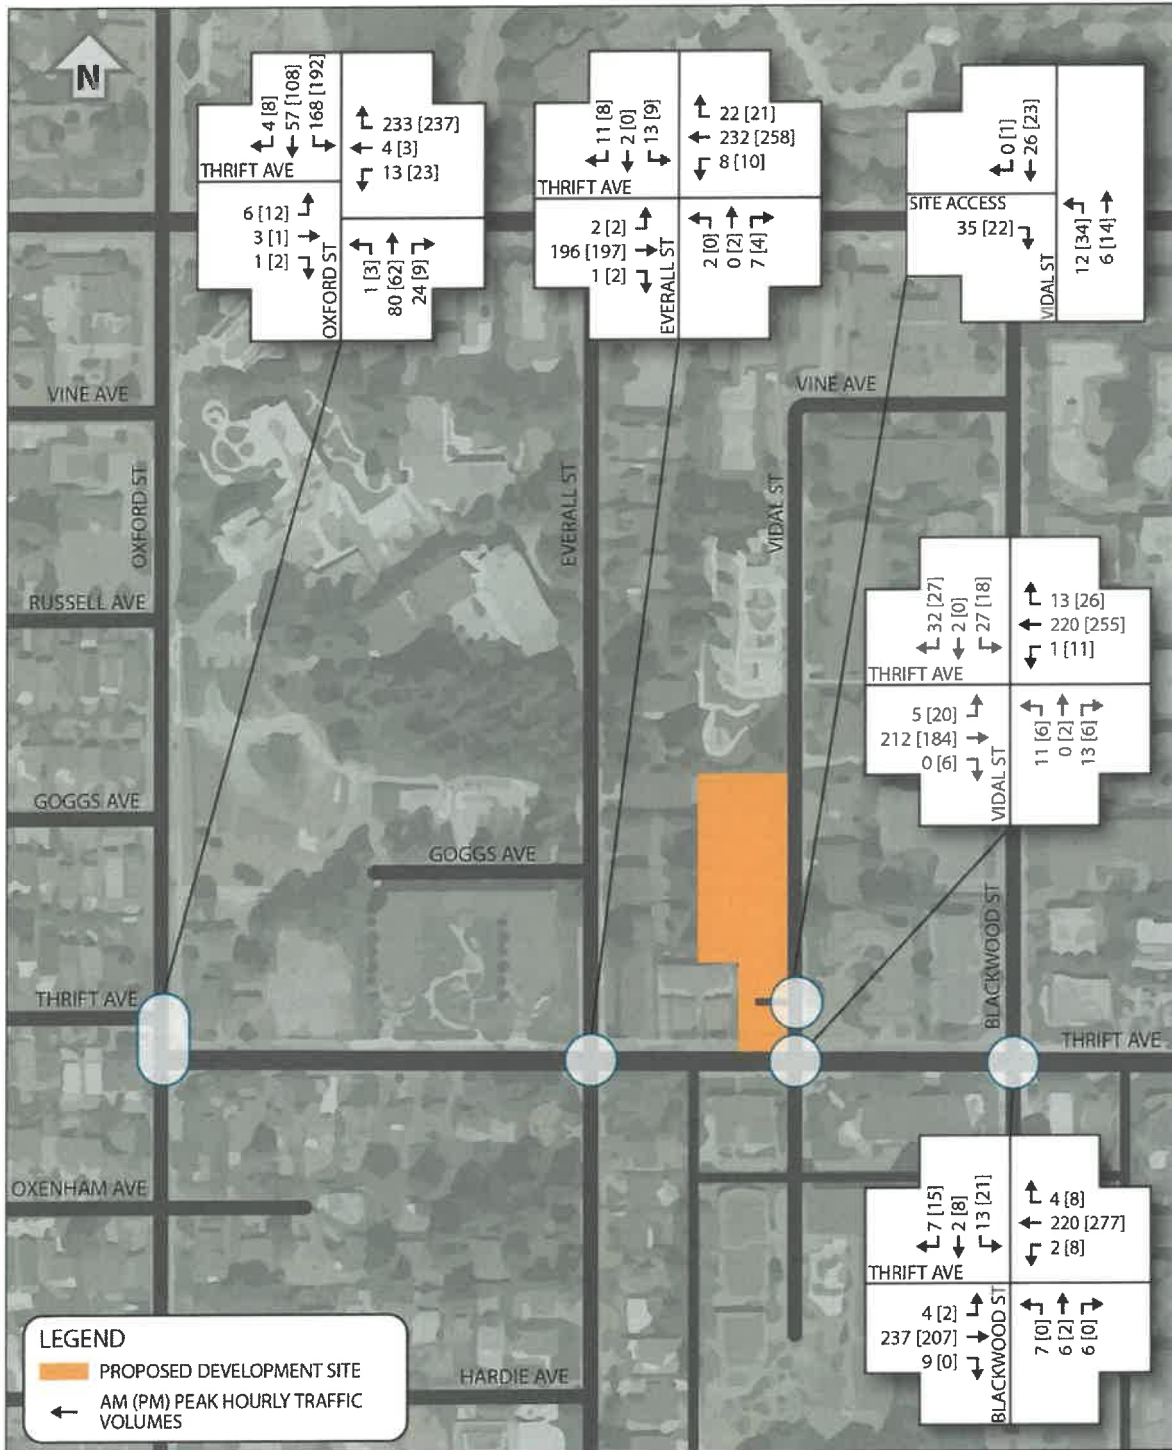 N
4 [8]
57 [108]
168 [192]
233 [237]
4 [3]
13 [23]
THRIFT AVE
6 [12]
3 [1]
1 [2]
OXFORD ST
1 [3]
80 [62]
24 [9]
11 [8]
2 [0]
13 [9]
22 [21]
232 [258]
8 [10]
THRIFT AVE
2 [2]
196 [197]
1 [2]
EVERALL ST
2 [0]
0 [2]
7 [4]
0 [1]
26 [23]
SITE ACCESS
35 [22]
VIDAL ST
12 [34]
6 [14]
VINE AVE
VINE AVE
OXFORD ST
EVERALL ST
VIDAL ST
RUSSELL AVE
32 [27]
2 [0]
27 [18]
13 [26]
220 [255]
1 [11]
THRIFT AVE
5 [20]
212 [184]
0 [6]
VIDAL ST
11 [6]
0 [2]
13 [6]
GOGGS AVE
GOGGS AVE
BLACKWOOD ST
THRIFT AVE
THRIFT AVE
OXENHAM AVE
7 [15]
2 [8]
13 [21]
4 [8]
220 [277]
2 [8]
THRIFT AVE
4 [2]
237 [207]
9 [0]
BLACKWOOD ST
7 [0]
6 [2]
6 [0]
HARDIE AVE
LEGEND
PROPOSED DEVELOPMENT SITE
AM (PM) PEAK HOURLY TRAFFIC
VOLUMES